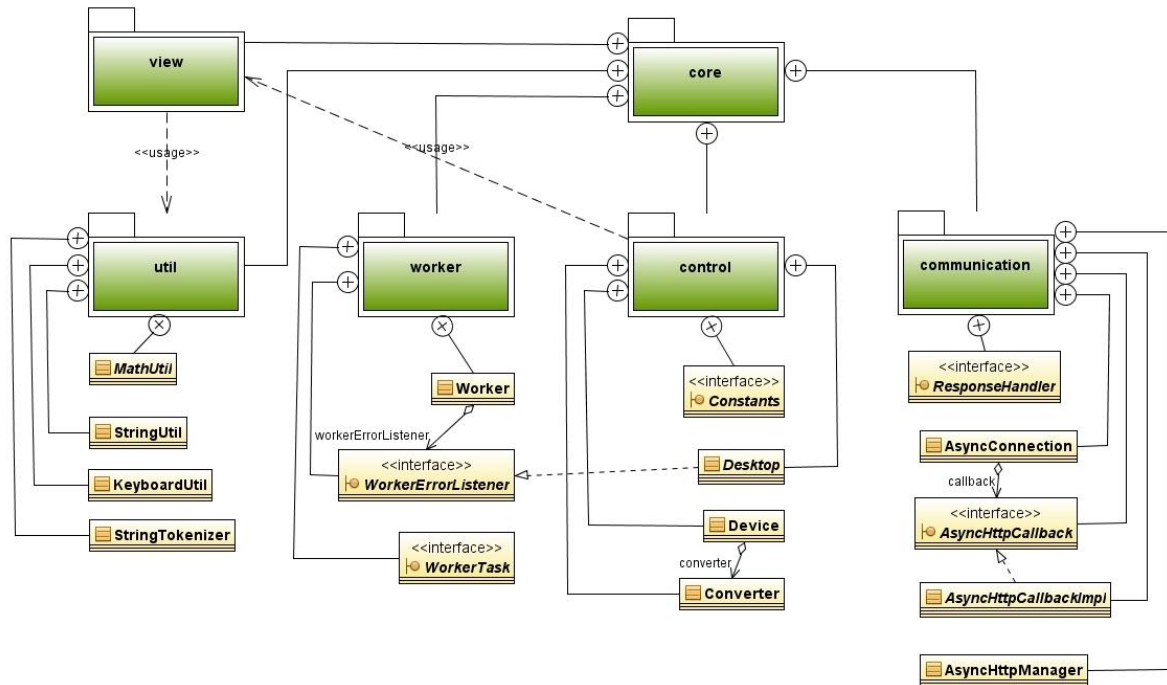 view
core
<<usage>>
<<usage>>
util
worker
control
communication
MathUtil
<<interface>>
ResponseHandler
<<interface>>
Constants
Worker
StringUtil
workerErrorListener
AsyncConnection
<<interface>>
WorkerErrorListener
Desktop
KeyboardUtil
callback
<<interface>>
AsyncHttpCallback
StringTokenizer
Device
<<interface>>
WorkerTask
converter
Converter
AsyncHttpCallbackImpl
AsyncHttpManager